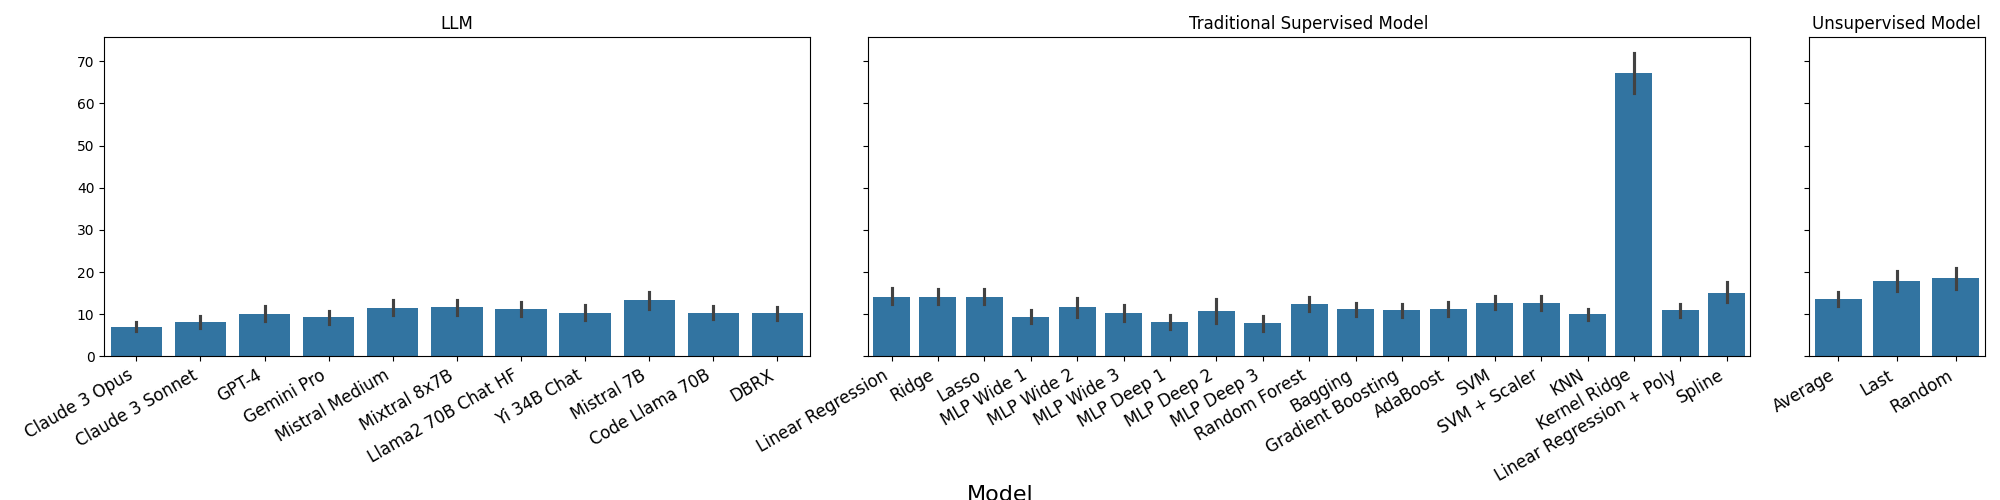 LLM
Traditional Supervised Model
Unsupervised Model
70
60
50
40
30
20
10
0
Claude 3 Opus
Claude 3 Sonnet
GPT-4
Gemini Pro
Mistral Medium
Mixtral 8x7B
Llama2 70B Chat HF
Yi 34B Chat
Mistral 7B
Code Llama 70B
DBRX
Linear Regression
Ridge
Lasso
MLP Wide 1
MLP Wide 2
MLP Wide 3
MLP Deep 1
MLP Deep 2
MLP Deep 3
Random Forest
Bagging
Gradient Boosting
AdaBoost
SVM
SVM + Scaler
KNN
Kernel Ridge
Linear Regression + Poly
Spline
Average
Last
Random
Model